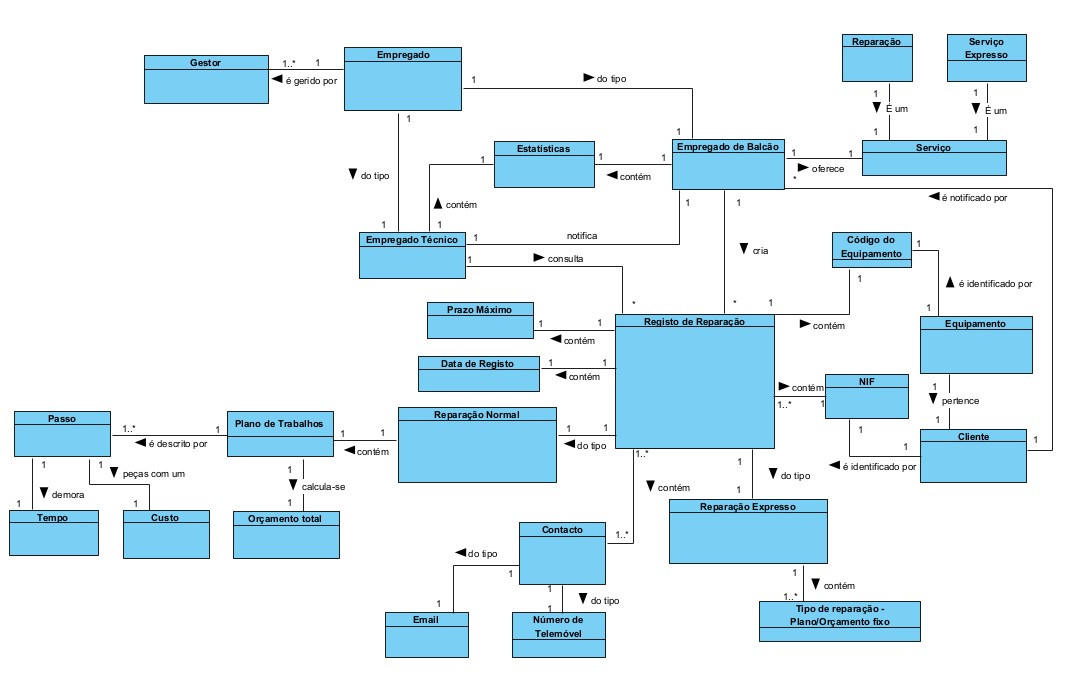 Reparação
Serviço
Expresso
Empregado
Gestor
1..*
1
é gerido por
1
do tipo
1
1
1
É um
É um
1
1
1
1
Estatísticas
Empregado de Balcão
Serviço
1
1
1
1
1
oferece
contém
*
do tipo
é notificado por
contém
1
1
1
1
Empregado Técnico
1
notifica
Código do
Equipamento
1
cria
1
consulta
1
é identificado por
*
*
1
1
Prazo Máximo
Registo de Reparação
Equipamento
1
1
contém
contém
Data de Registo
1
1
contém
NIF
contém
1
pertence
1..*
1
Passo
Plano de Trabalhos
Reparação Normal
1
1..*
1
1
1
1
1
1
Cliente
1
1
é descrito por
contém
do tipo
1..*
1
é identificado por
1
1
peças com um
1
calcula-se
contém
do tipo
demora
1
1
1
1
Tempo
Custo
Orçamento total
Reparação Expresso
Contacto
1..*
do tipo
1
1
contém
1
do tipo
1
1
1..*
Email
Número de
Telemóvel
Tipo de reparação -
Plano/Orçamento fixo